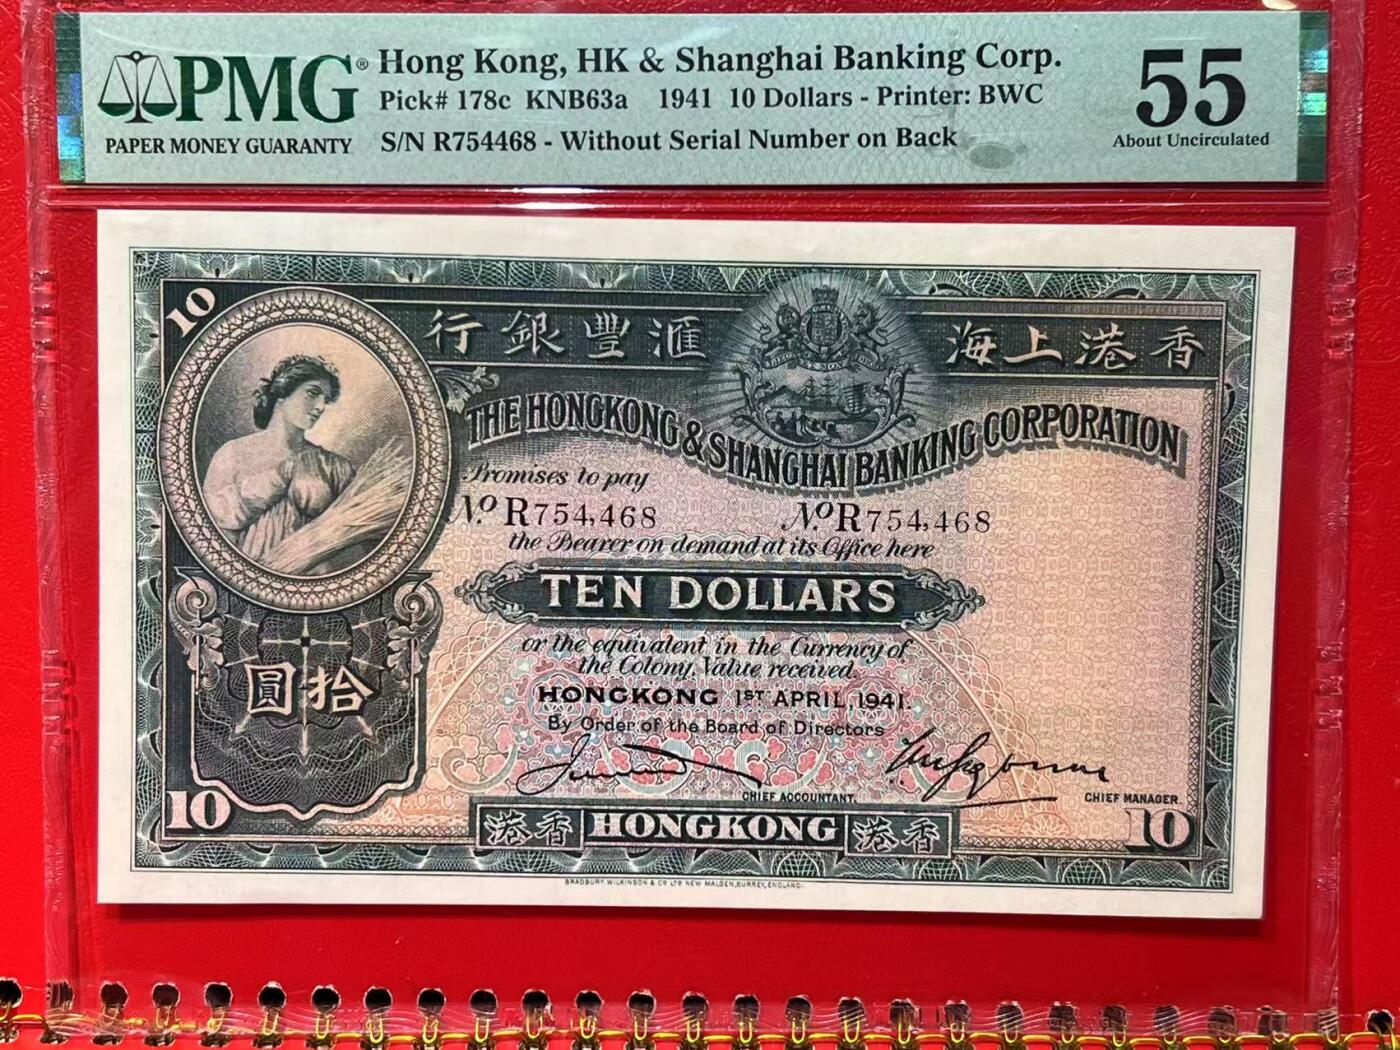 PMG®
PAPER MONEY GUARANTY
Hong Kong, HK & Shanghai Banking Corp.
Pick# 178c KNB63a 1941 10 Dollars - Printer: BWC
S/N R754468 - Without Serial Number on Back
55
About Uncirculated
10
行銀豐滙
海上港香
THE HONGKONG & SHANGHAI BANKING CORPORATION
Promises to pay
No. R754,468 No. R754,468
the Bearer on demand at its Office here
TEN DOLLARS
or the equivalent in the Currency of
the Colony, Value received.
圓拾
HONGKONG 1ST APRIL, 1941.
By Order of the Board of Directors
CHIEF ACCOUNTANT.
CHIEF MANAGER.
10
港香 HONGKONG 港香
10
BRADBURY, WILKINSON & CO LTD NEW MALDEN, SURREY, ENGLAND.